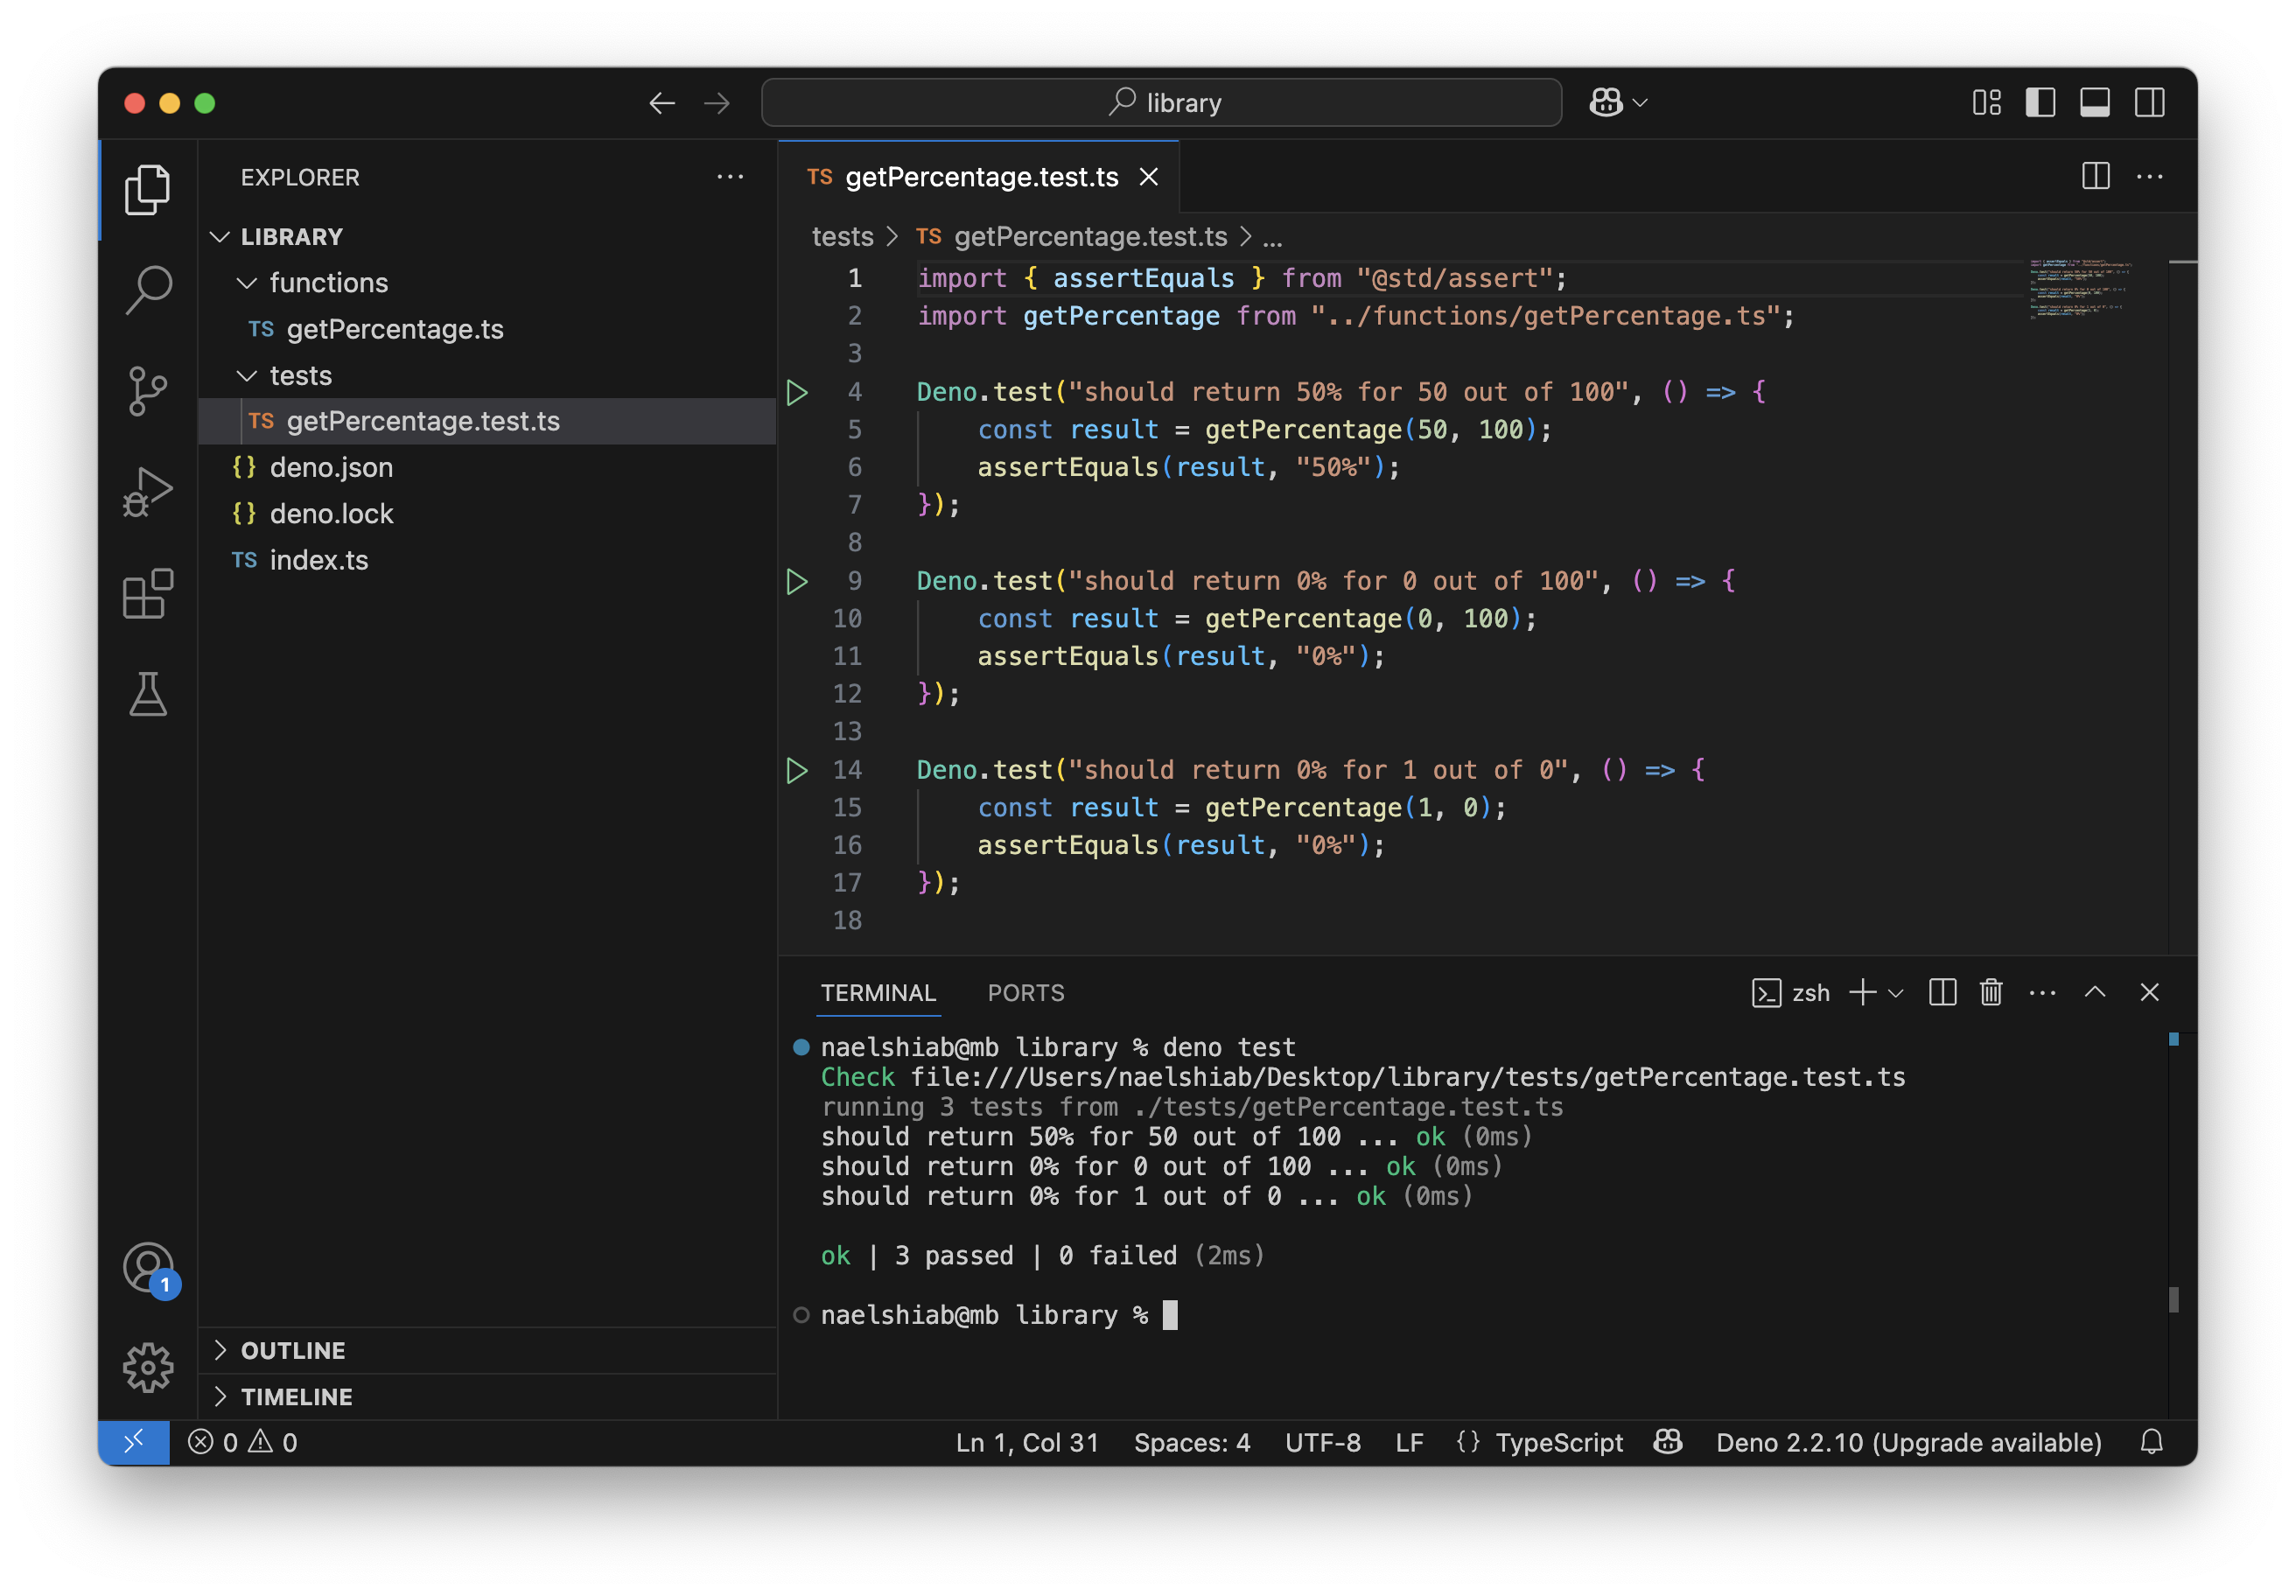 library
EXPLORER
LIBRARY
functions
TS getPercentage.ts
tests
TS getPercentage.test.ts
{} deno.json
{} deno.lock
TS index.ts
1
OUTLINE
TIMELINE
TS getPercentage.test.ts
tests > TS getPercentage.test.ts > ...
1 import { assertEquals } from "@std/assert";
2 import getPercentage from "../functions/getPercentage.ts";
3
4 Deno.test("should return 50% for 50 out of 100", () => {
5 const result = getPercentage(50, 100);
6 assertEquals(result, "50%");
7 });
8
9 Deno.test("should return 0% for 0 out of 100", () => {
10 const result = getPercentage(0, 100);
11 assertEquals(result, "0%");
12 });
13
14 Deno.test("should return 0% for 1 out of 0", () => {
15 const result = getPercentage(1, 0);
16 assertEquals(result, "0%");
17 });
18
TERMINAL PORTS zsh
naelshiab@mb library % deno test
Check file:///Users/naelshiab/Desktop/library/tests/getPercentage.test.ts
running 3 tests from ./tests/getPercentage.test.ts
should return 50% for 50 out of 100 ... ok (0ms)
should return 0% for 0 out of 100 ... ok (0ms)
should return 0% for 1 out of 0 ... ok (0ms)
ok | 3 passed | 0 failed (2ms)
naelshiab@mb library %
0 0 Ln 1, Col 31 Spaces: 4 UTF-8 LF {} TypeScript Deno 2.2.10 (Upgrade available)